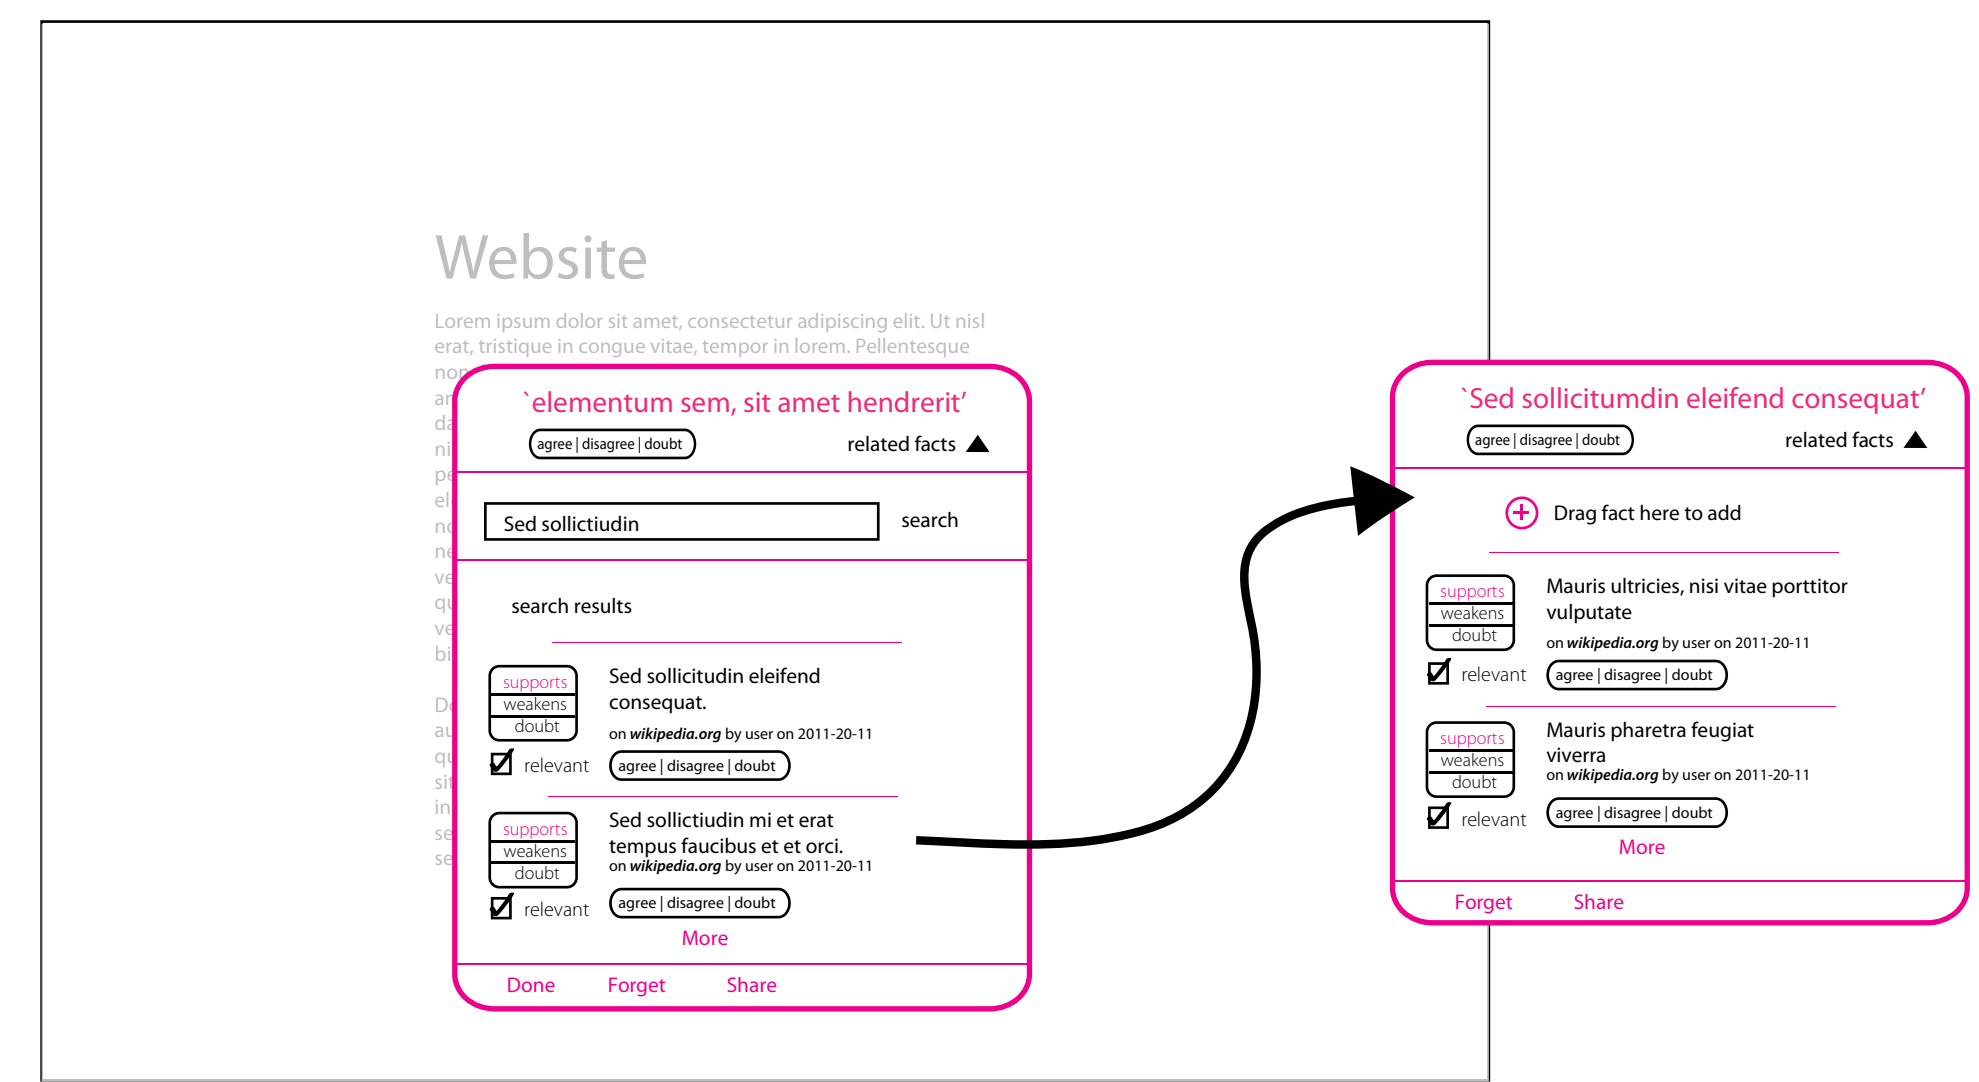 Website
Lorem ipsum dolor sit amet, consectetur adipiscing elit. Ut nisl
erat, tristique in congue vitae, tempor in lorem. Pellentesque
`elementum sem, sit amet hendrerit’
agree | disagree | doubt
related facts
Sed sollictiudin
search
search results
supports
weakens
doubt
relevant
Sed sollicitudin eleifend
consequat.
on wikipedia.org by user on 2011-20-11
agree | disagree | doubt
supports
weakens
doubt
relevant
Sed sollictiudin mi et erat
tempus faucibus et et orci.
on wikipedia.org by user on 2011-20-11
agree | disagree | doubt
More
Done Forget Share
`Sed sollicitumdin eleifend consequat’
agree | disagree | doubt
related facts
Drag fact here to add
supports
weakens
doubt
relevant
Mauris ultricies, nisi vitae porttitor
vulputate
on wikipedia.org by user on 2011-20-11
agree | disagree | doubt
supports
weakens
doubt
relevant
Mauris pharetra feugiat
viverra
on wikipedia.org by user on 2011-20-11
agree | disagree | doubt
More
Forget Share